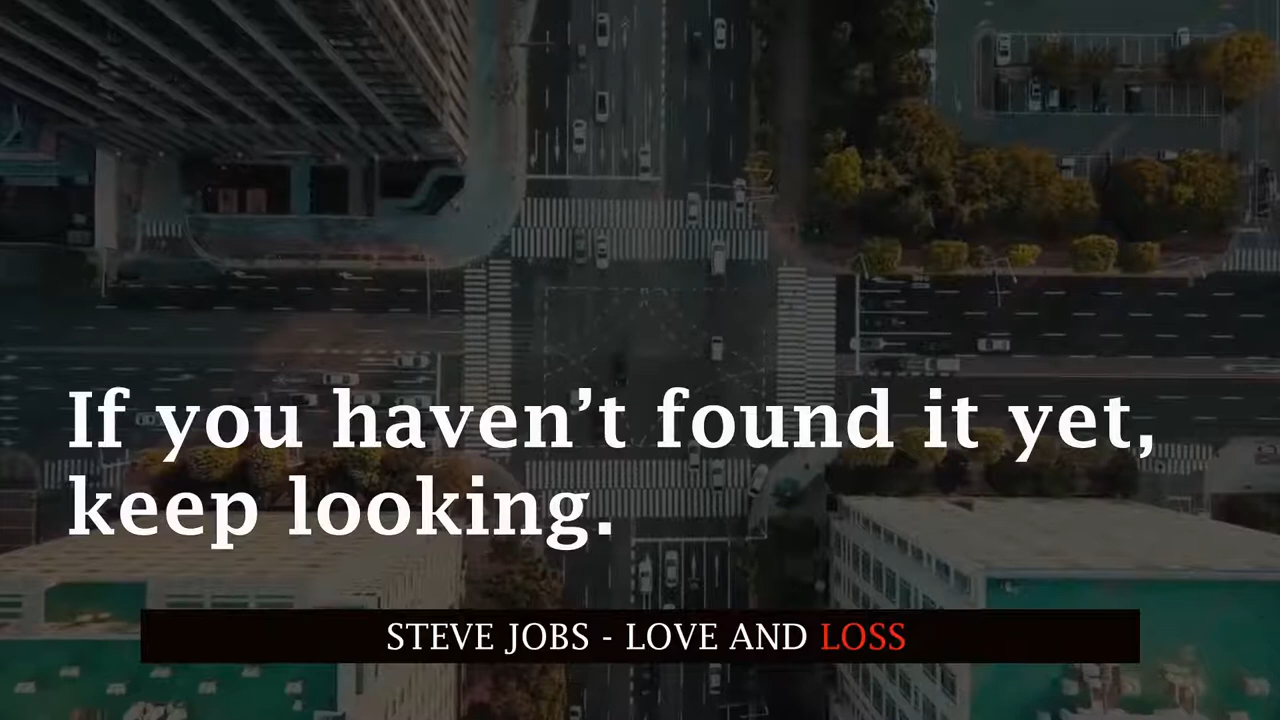 If you haven’t found it yet,
keep looking.
STEVE JOBS - LOVE AND LOSS